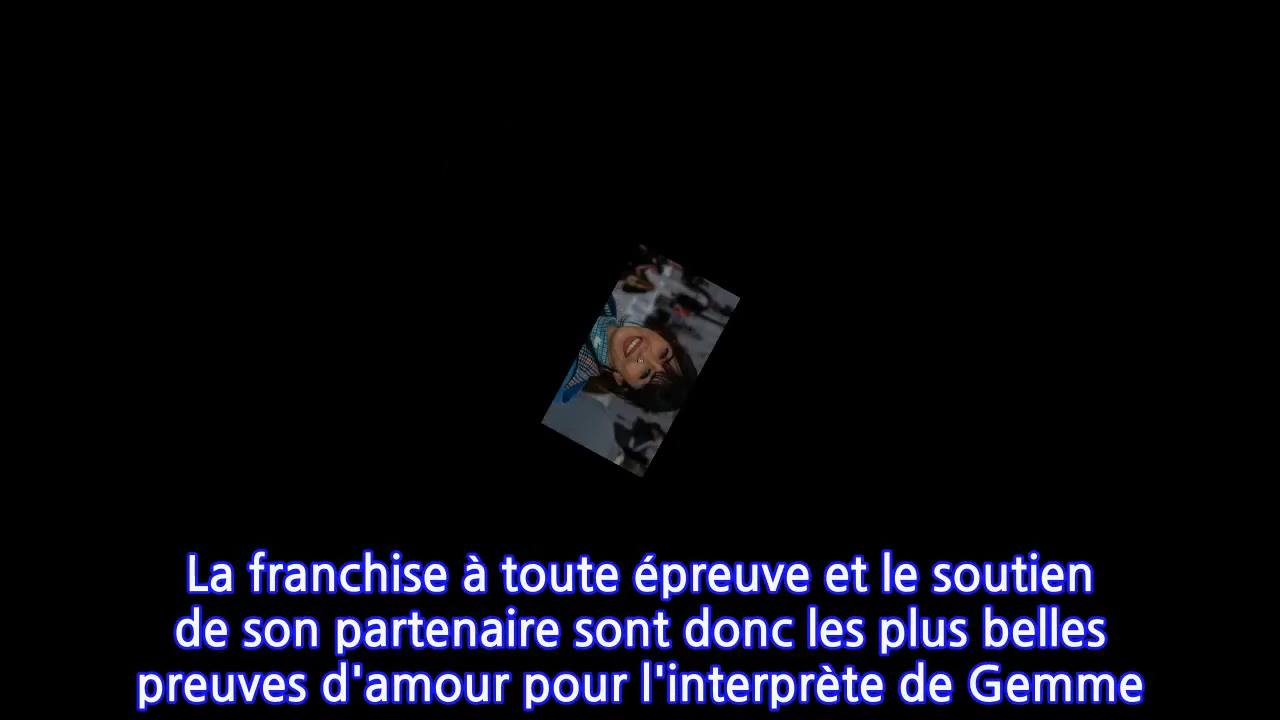 La franchise à toute épreuve et le soutien
de son partenaire sont donc les plus belles
preuves d'amour pour l'interprète de Gemme